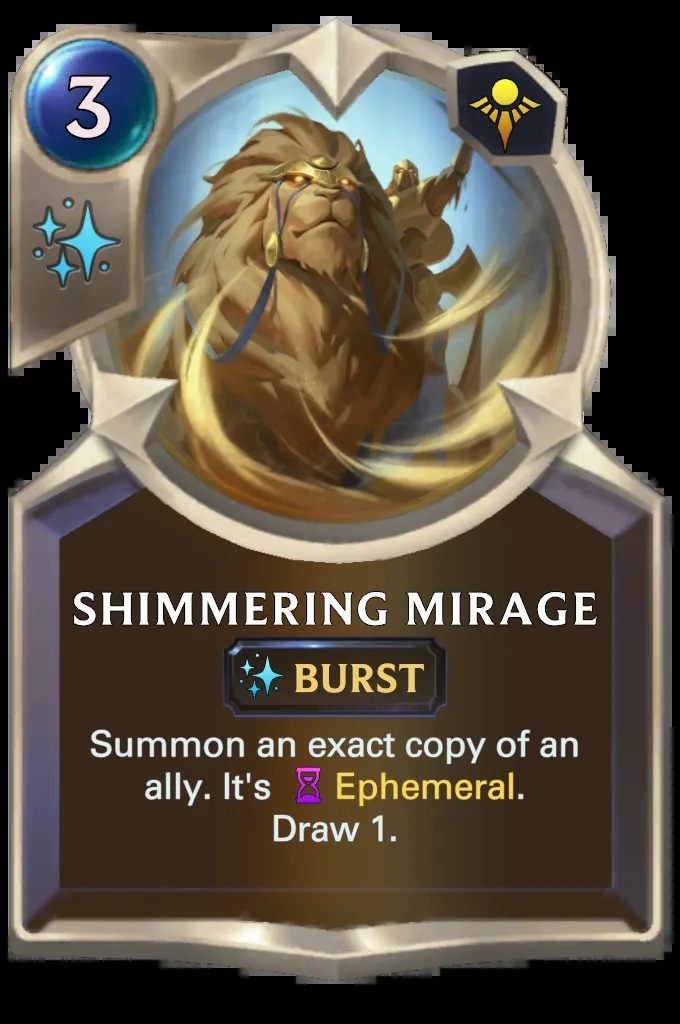 3
SHIMMERING MIRAGE
BURST
Summon an exact copy of an
ally. It's Ephemeral.
Draw 1.